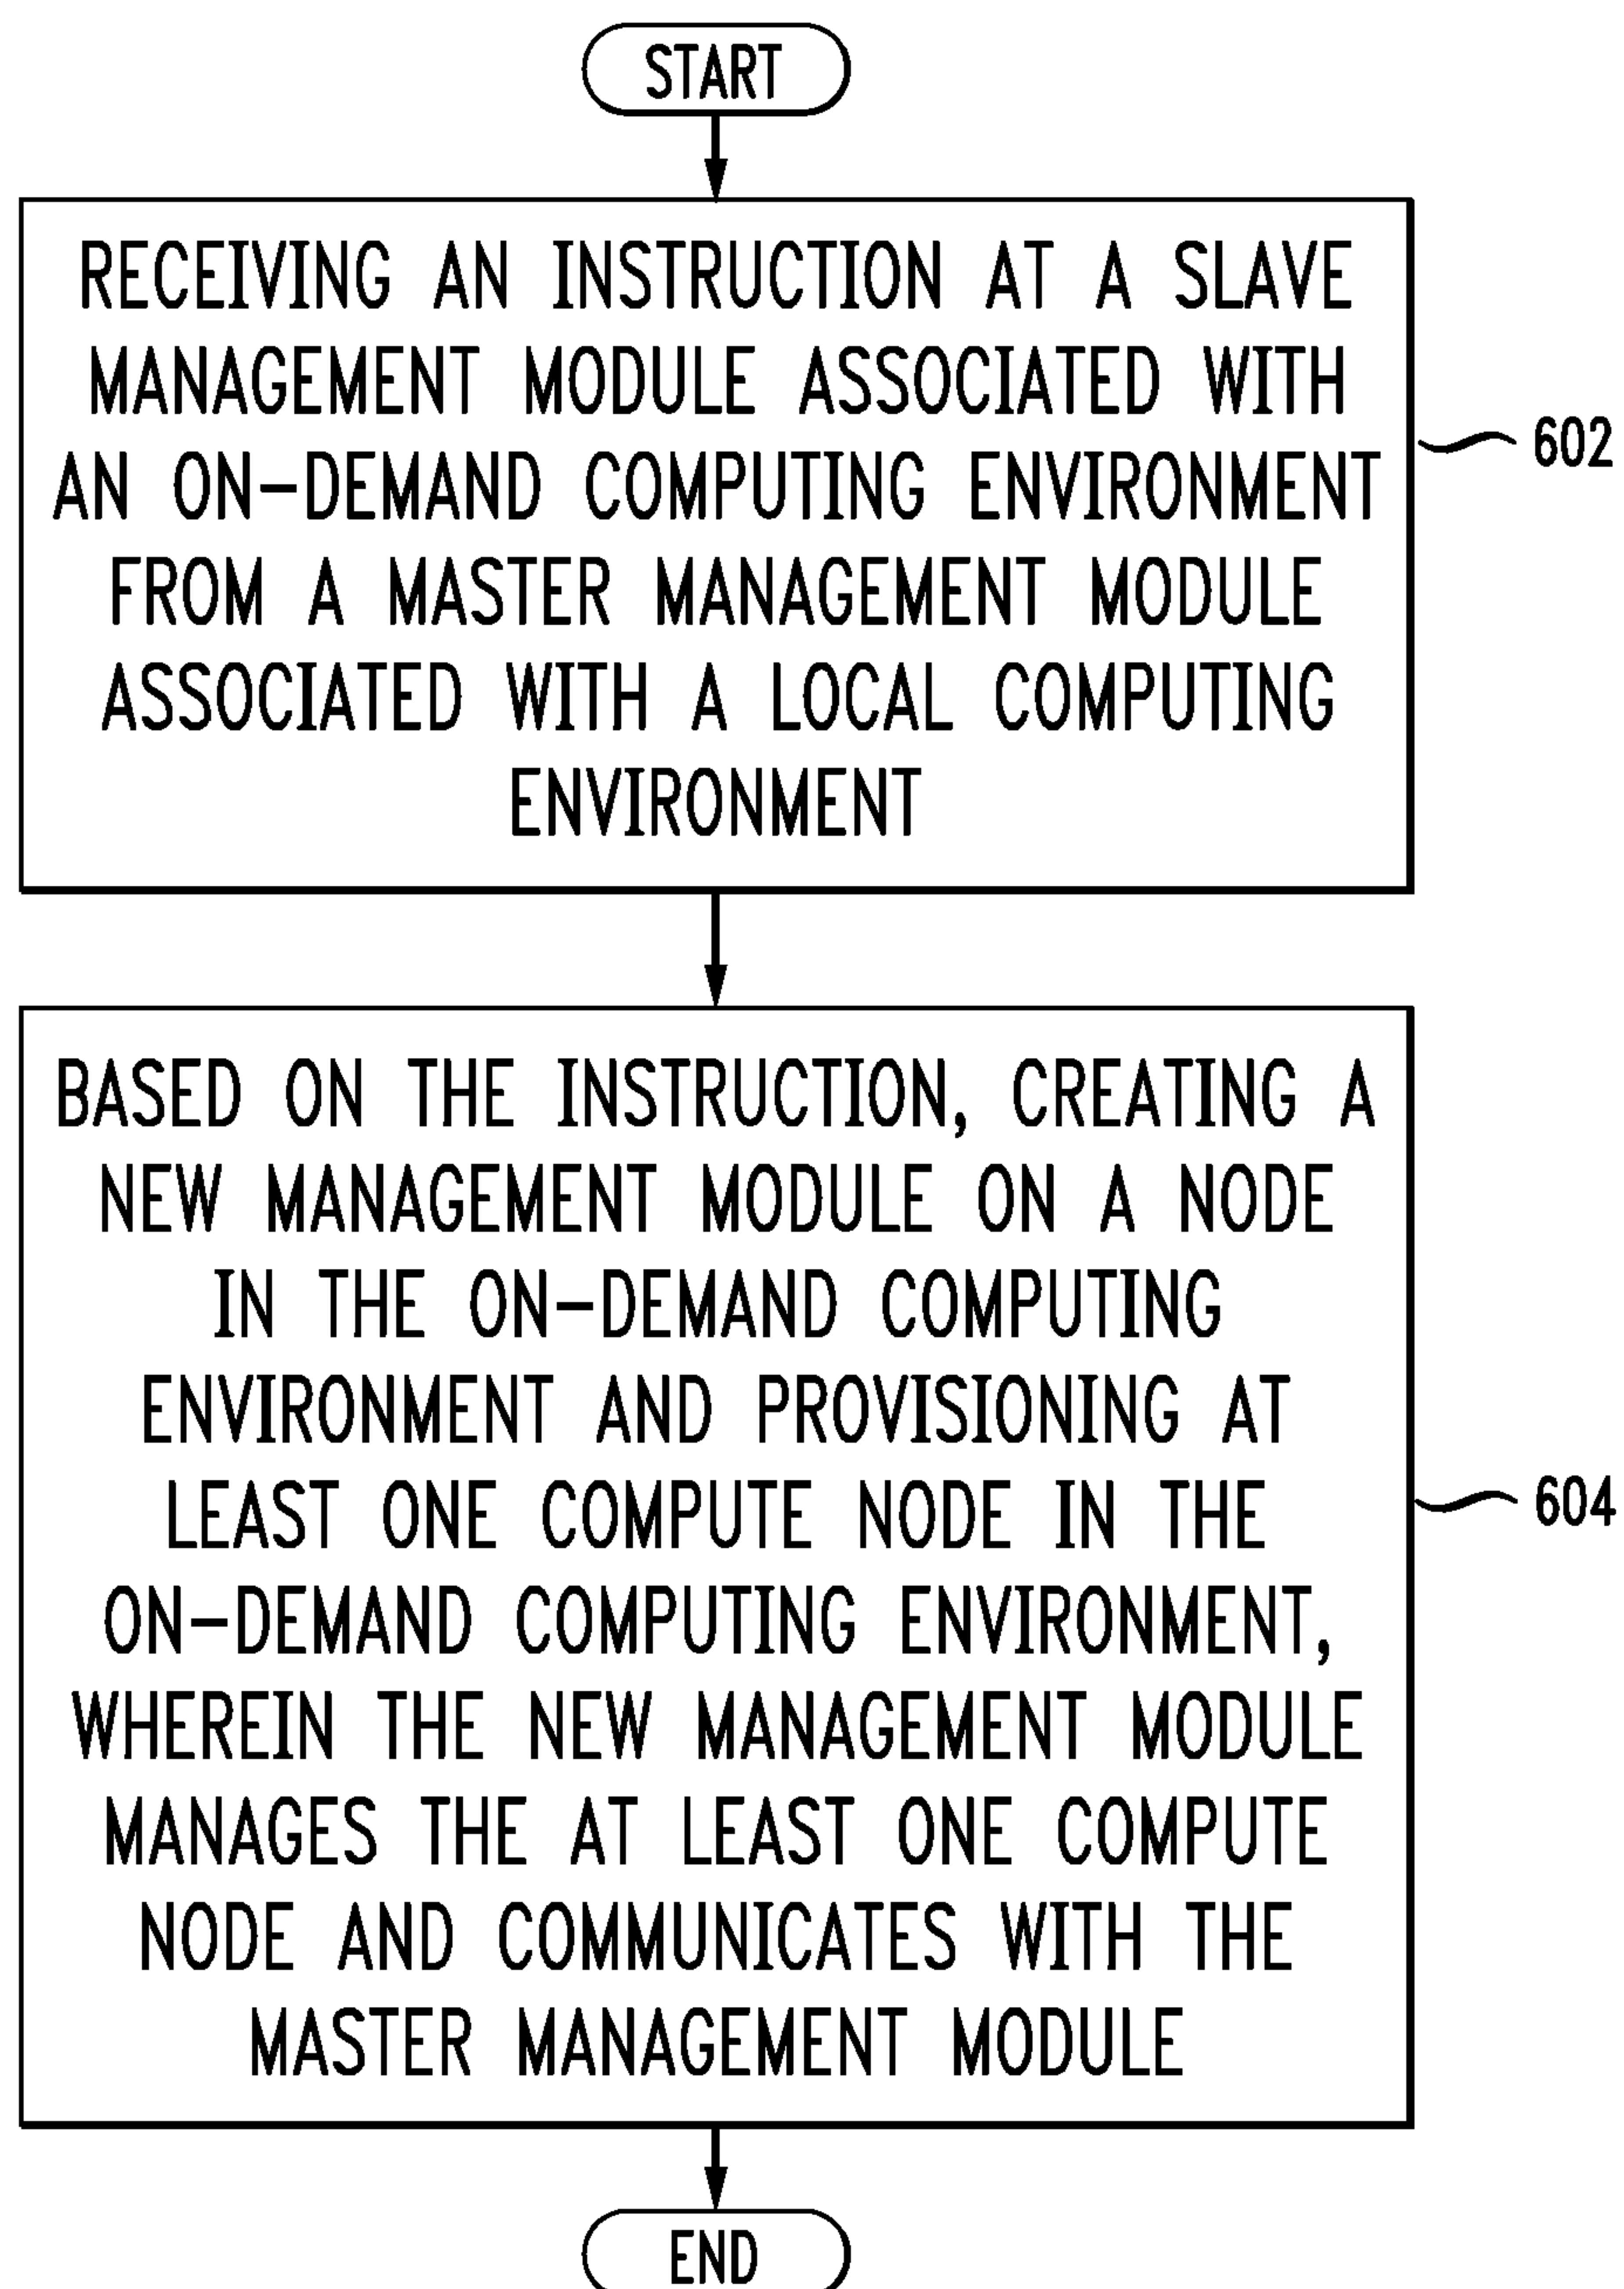 START
RECEIVING AN INSTRUCTION AT A SLAVE
MANAGEMENT MODULE ASSOCIATED WITH
AN ON-DEMAND COMPUTING ENVIRONMENT
FROM A MASTER MANAGEMENT MODULE
ASSOCIATED WITH A LOCAL COMPUTING
ENVIRONMENT
602
BASED ON THE INSTRUCTION, CREATING A
NEW MANAGEMENT MODULE ON A NODE
IN THE ON-DEMAND COMPUTING
ENVIRONMENT AND PROVISIONING AT
LEAST ONE COMPUTE NODE IN THE
ON-DEMAND COMPUTING ENVIRONMENT,
WHEREIN THE NEW MANAGEMENT MODULE
MANAGES THE AT LEAST ONE COMPUTE
NODE AND COMMUNICATES WITH THE
MASTER MANAGEMENT MODULE
604
END